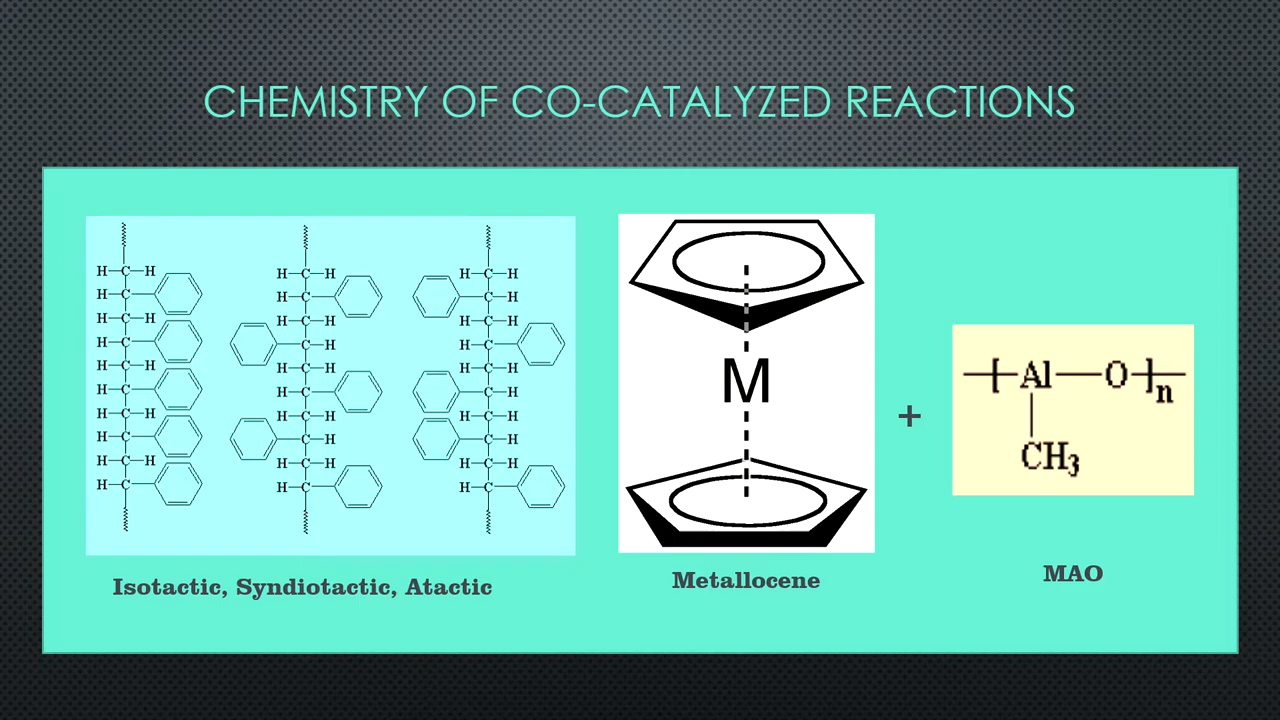 CHEMISTRY OF CO-CATALYZED REACTIONS
H C H H C H
H C C H
H C H H C H
H C C H
H C H H C H
H C C H
H C H H C H
H C C H
H C H H C H
H C H C
H C H
H C
H C H
C H
H C H
H C
H C H
C H
H C H
H C
M
+
[ Al — O ]n
CH3
Isotactic, Syndiotactic, Atactic
Metallocene
MAO